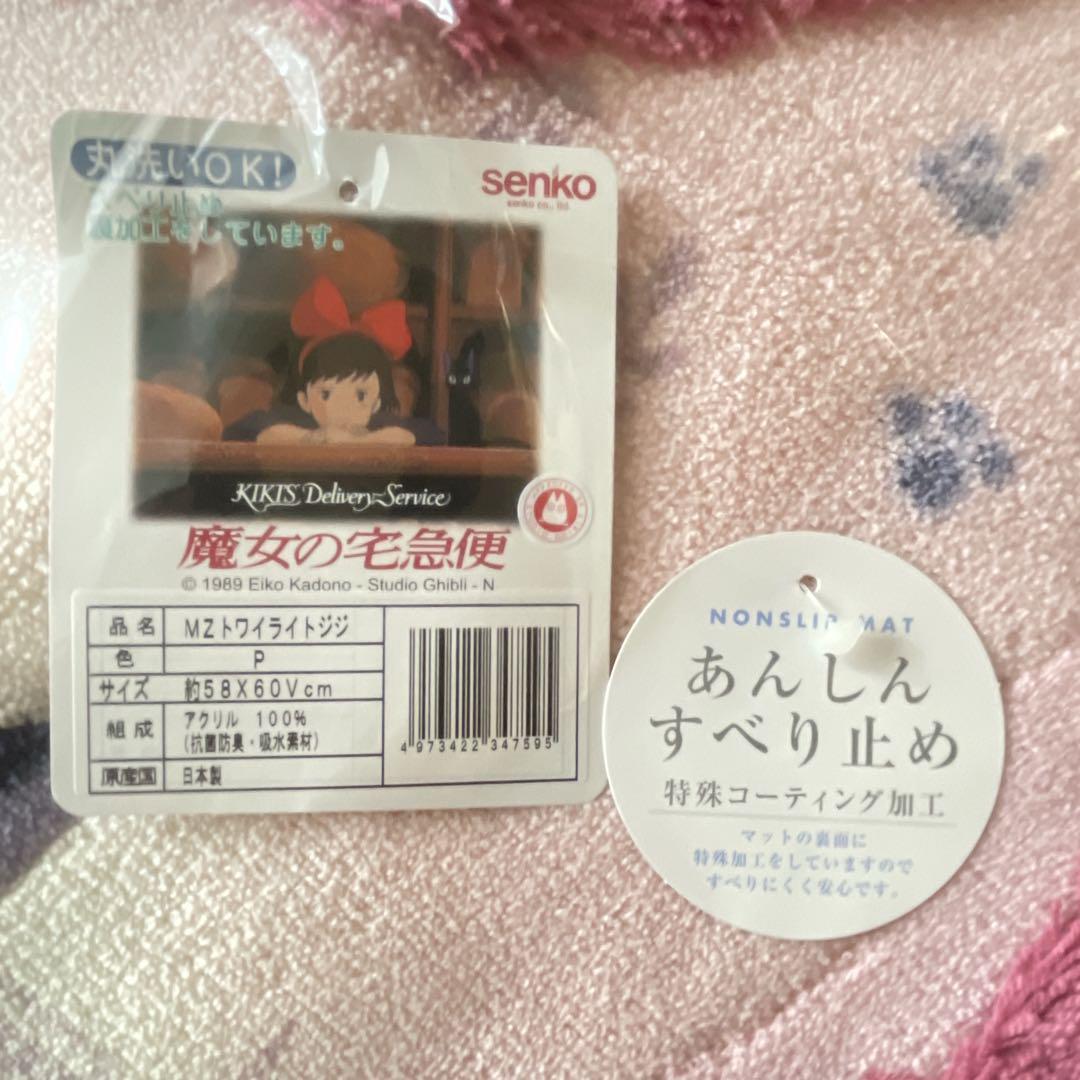 丸洗いOK!
すべり止め
裏加工をしています。
senko
senko co., ltd.
KIKIS Delivery Service
魔女の宅急便
© 1989 Eiko Kadono - Studio Ghibli - N
品名 MZトワイライトジジ
色 P
サイズ 約58X60Vcm
組成 アクリル 100%
(抗菌防臭・吸水素材)
原産国 日本製
4 973422 347595
NONSLIP MAT
あんしん
すべり止め
特殊コーティング加工
マットの裏面に
特殊加工をしていますので
すべりにくく安心です。